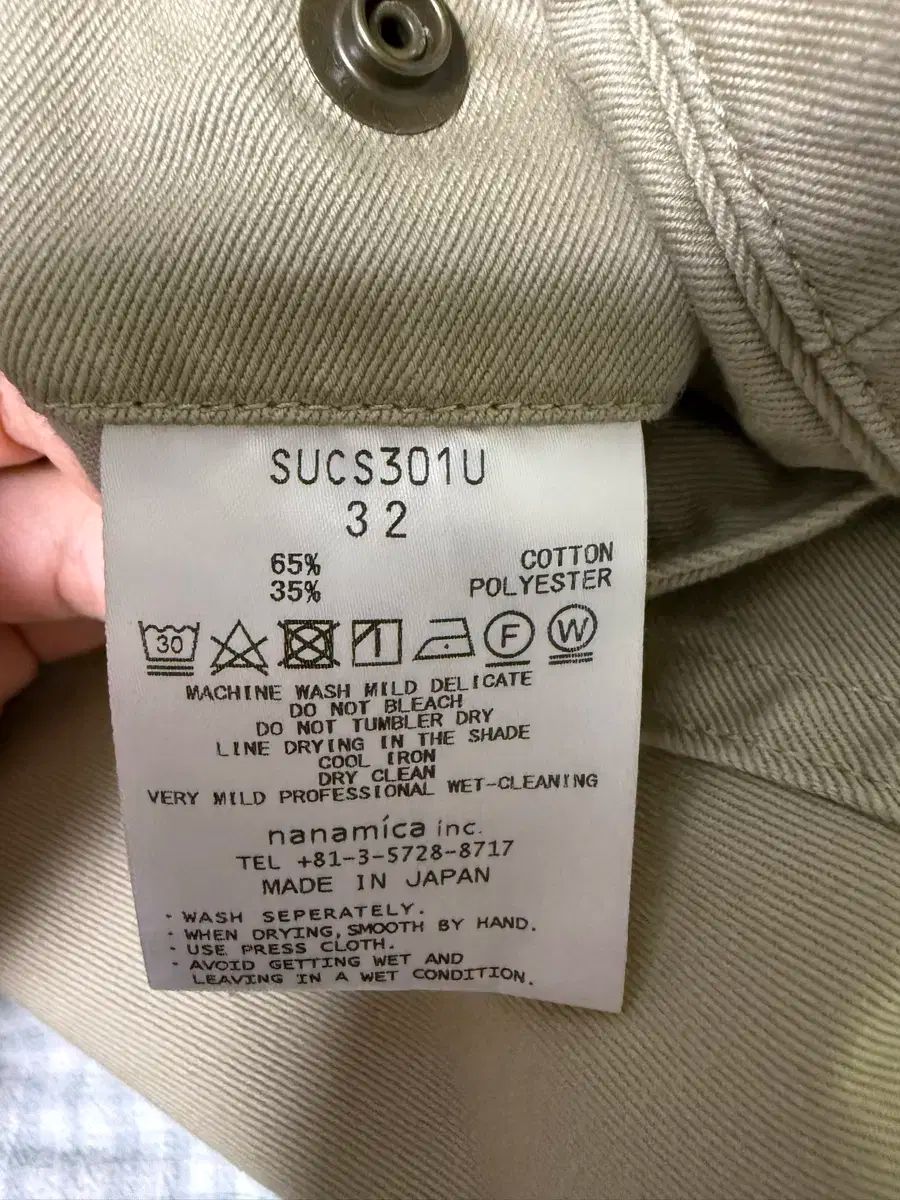 SUCS301U
32
65% COTTON
35% POLYESTER
30 1 F W
MACHINE WASH MILD DELICATE
DO NOT BLEACH
DO NOT TUMBLER DRY
LINE DRYING IN THE SHADE
COOL IRON
DRY CLEAN
VERY MILD PROFESSIONAL WET-CLEANING
nanamica inc.
TEL +81-3-5728-8717
MADE IN JAPAN
· WASH SEPERATELY.
· WHEN DRYING, SMOOTH BY HAND.
· USE PRESS CLOTH.
· AVOID GETTING WET AND
LEAVING IN A WET CONDITION.